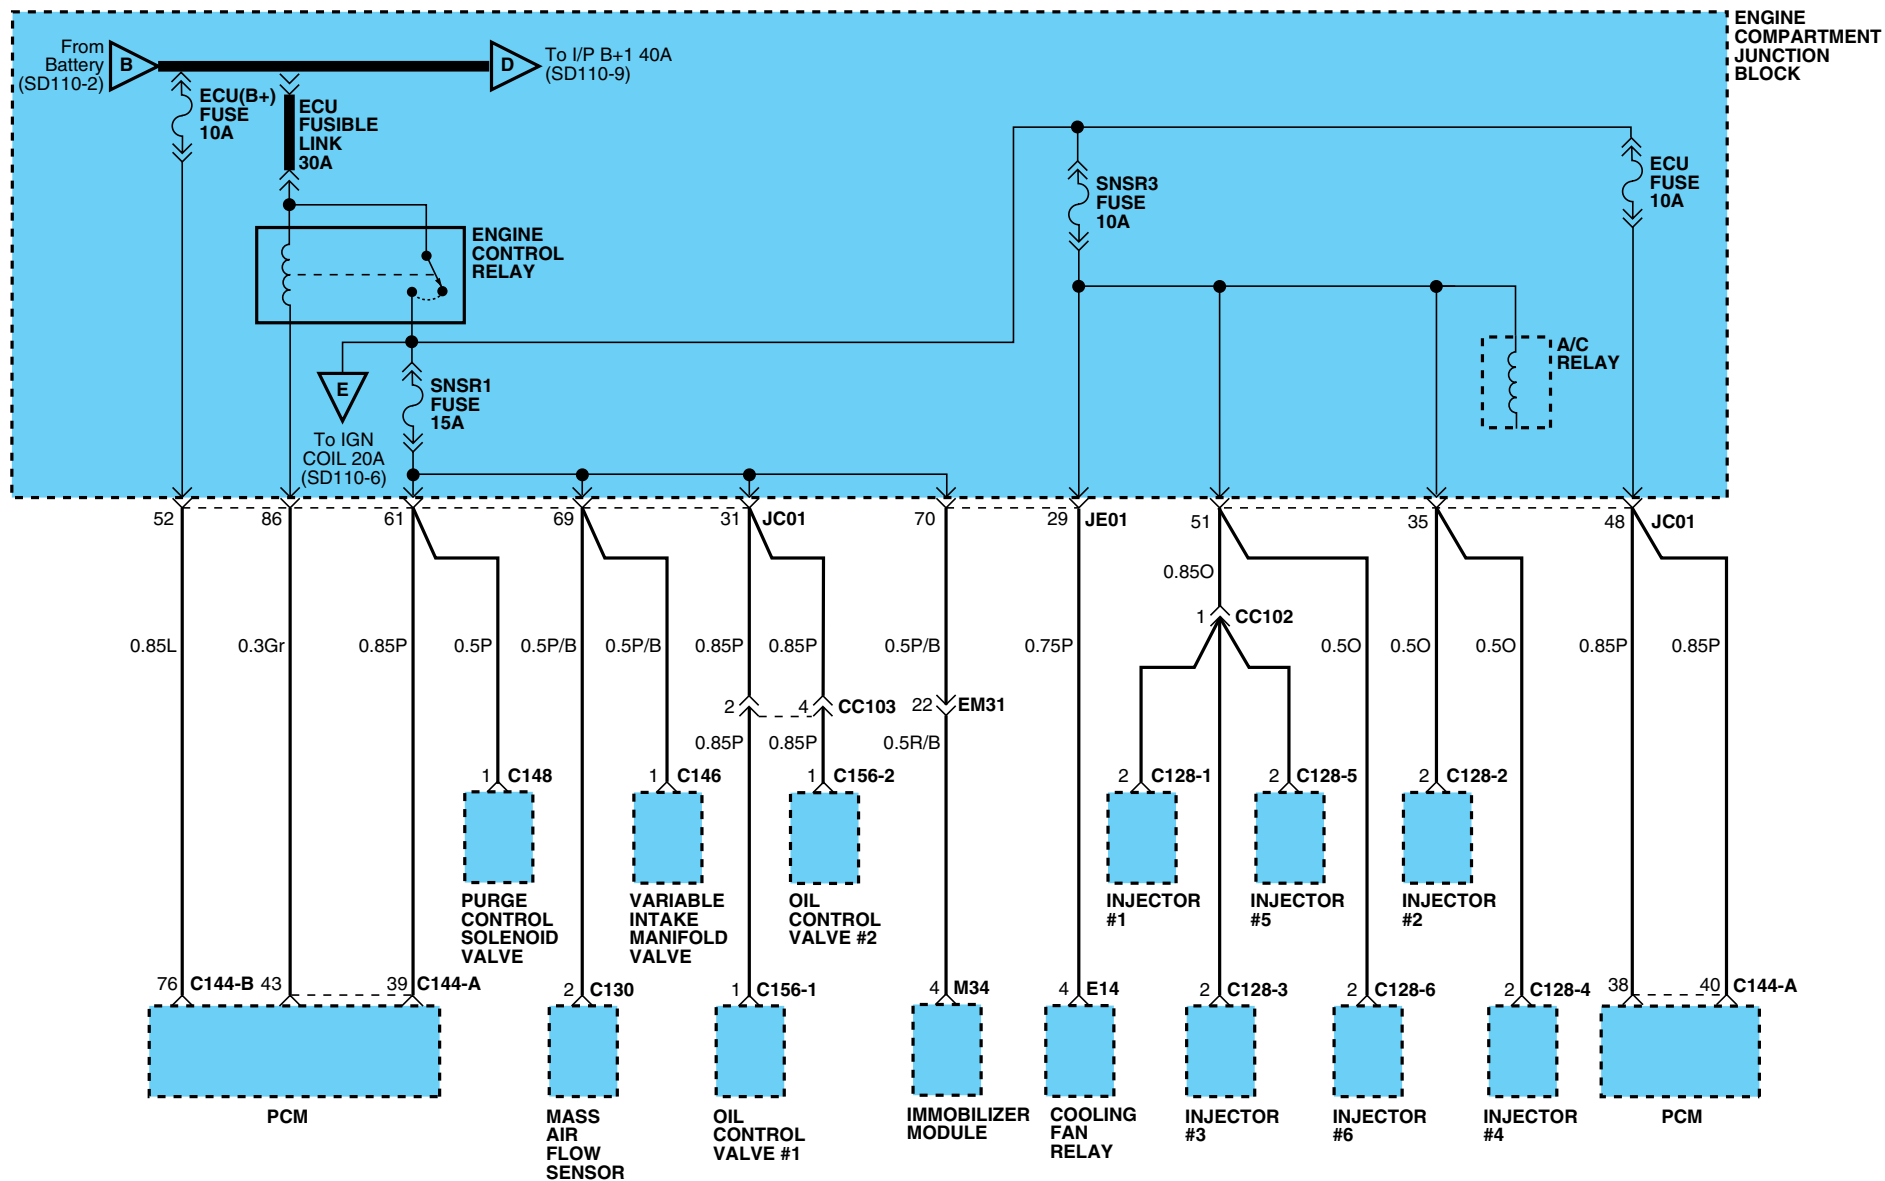 ENGINE
COMPARTMENT
JUNCTION
BLOCK
From
Battery
(SD110-2)
B
D
To I/P B+1 40A
(SD110-9)
ECU(B+)
FUSE
10A
ECU
FUSIBLE
LINK
30A
ENGINE
CONTROL
RELAY
SNSR3
FUSE
10A
ECU
FUSE
10A
A/C
RELAY
E
To IGN
COIL 20A
(SD110-6)
SNSR1
FUSE
15A
52
86
61
69
31
JC01
70
29
JE01
51
35
48
JC01
0.85O
1
CC102
0.85L
0.3Gr
0.85P
0.5P
0.5P/B
0.5P/B
0.85P
0.85P
0.5P/B
0.75P
0.5O
0.5O
0.5O
0.85P
0.85P
2
4
CC103
22
EM31
0.85P
0.85P
0.5R/B
1
C148
1
C146
1
C156-2
2
C128-1
2
C128-5
2
C128-2
PURGE
CONTROL
SOLENOID
VALVE
VARIABLE
INTAKE
MANIFOLD
VALVE
OIL
CONTROL
VALVE #2
INJECTOR
#1
INJECTOR
#5
INJECTOR
#2
76
C144-B
43
39
C144-A
2
C130
1
C156-1
4
M34
4
E14
2
C128-3
2
C128-6
2
C128-4
38
40
C144-A
PCM
MASS
AIR
FLOW
SENSOR
OIL
CONTROL
VALVE #1
IMMOBILIZER
MODULE
COOLING
FAN
RELAY
INJECTOR
#3
INJECTOR
#6
INJECTOR
#4
PCM